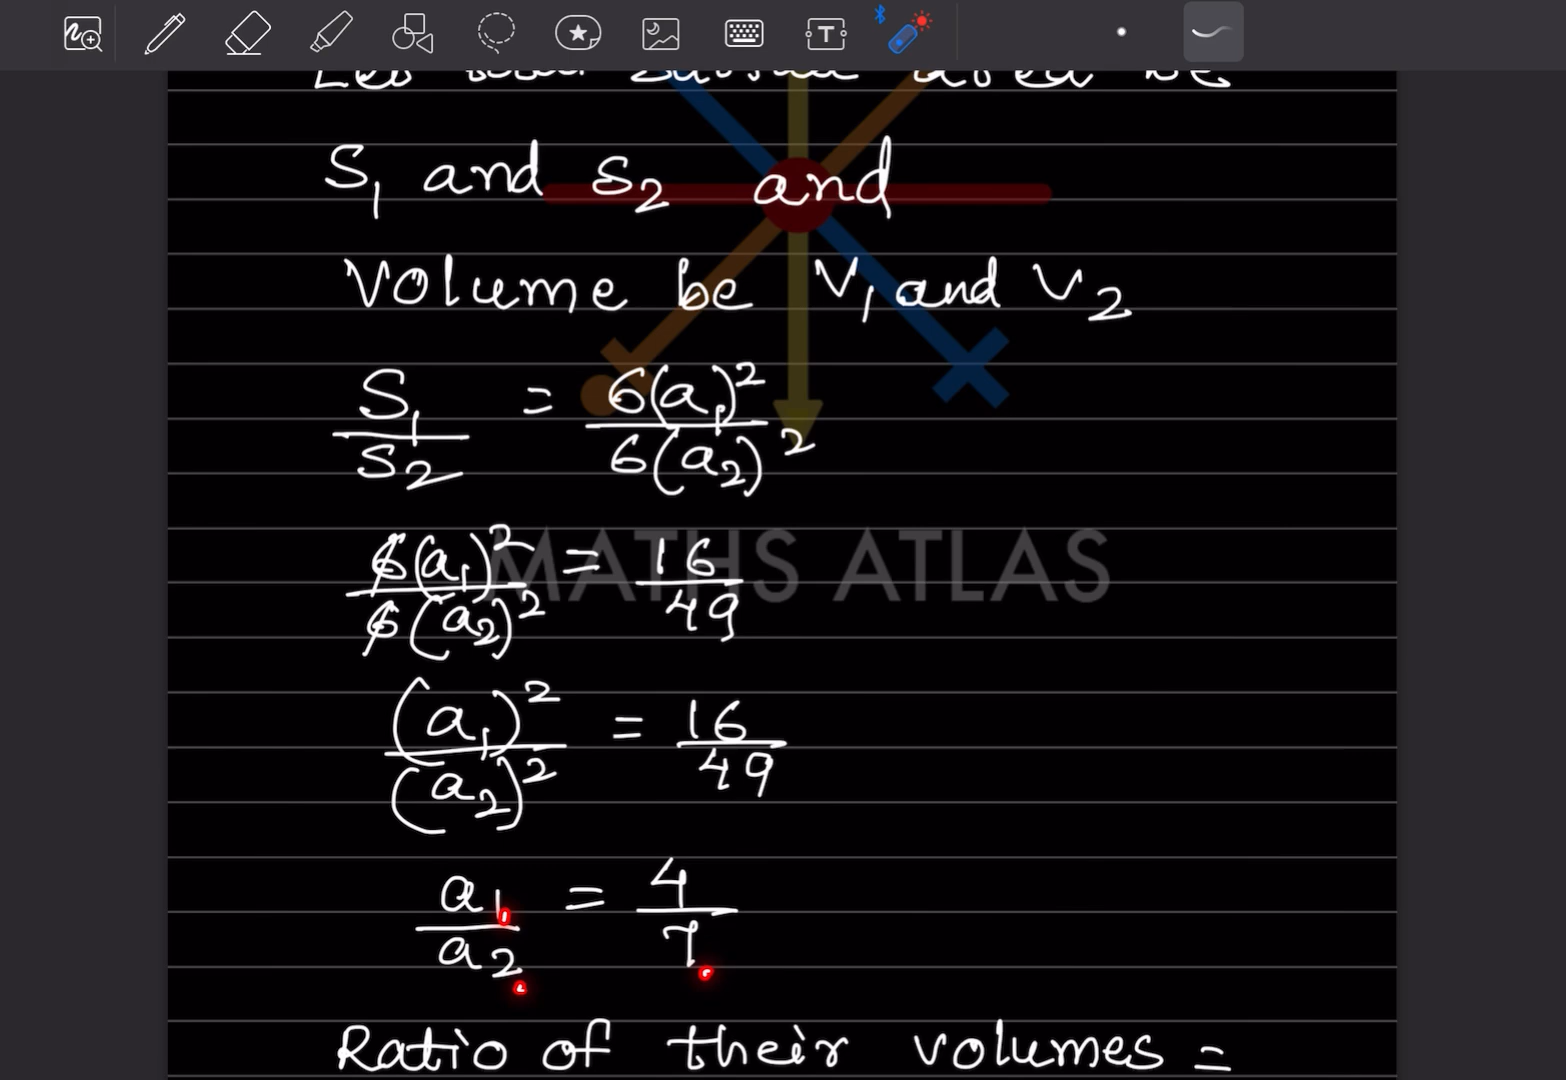 S₁ and S₂ and
Volume be V₁ and V₂
S₁/S₂ = 6(a₁)²/6(a₂)²
6(a₁)²/6(a₂)² = 16/49
MATHS ATLAS
(a₁)²/(a₂)² = 16/49
a₁/a₂ = 4/7
Ratio of their volumes =